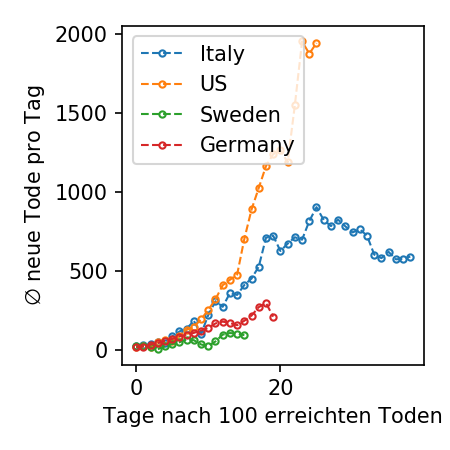 2000
1500
1000
500
0
∅ neue Tode pro Tag
Italy
US
Sweden
Germany
0
20
Tage nach 100 erreichten Toden